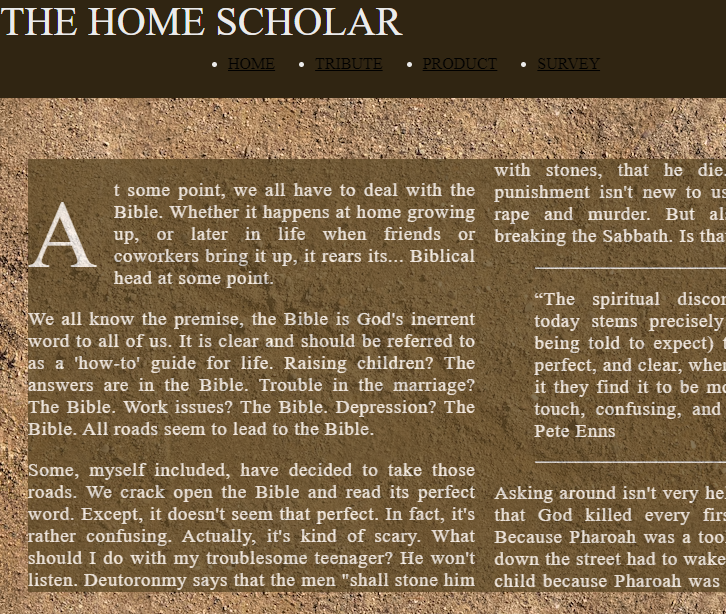 THE HOME SCHOLAR
HOME
TRIBUTE
PRODUCT
SURVEY
At some point, we all have to deal with the
Bible. Whether it happens at home growing
up, or later in life when friends or
coworkers bring it up, it rears its... Biblical
head at some point.
We all know the premise, the Bible is God's inerrent
word to all of us. It is clear and should be referred to
as a 'how-to' guide for life. Raising children? The
answers are in the Bible. Trouble in the marriage?
The Bible. Work issues? The Bible. Depression? The
Bible. All roads seem to lead to the Bible.
Some, myself included, have decided to take those
roads. We crack open the Bible and read its perfect
word. Except, it doesn't seem that perfect. In fact, it's
rather confusing. Actually, it's kind of scary. What
should I do with my troublesome teenager? He won't
listen. Deutoronmy says that the men "shall stone him
with stones, that he die.
punishment isn't new to us
rape and murder. But al
breaking the Sabbath. Is tha
“The spiritual discon
today stems precisely
being told to expect) t
perfect, and clear, when
it they find it to be mo
touch, confusing, and
Pete Enns
Asking around isn't very he
that God killed every firs
Because Pharoah was a too
down the street had to wake
child because Pharoah was